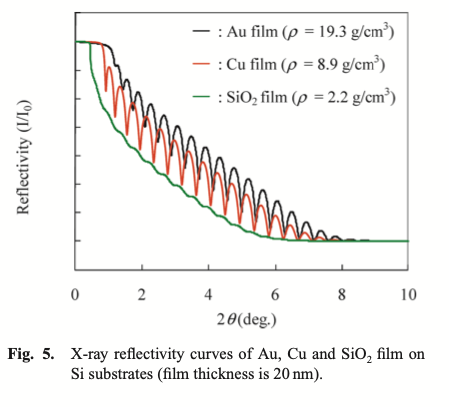 — : Au film (ρ = 19.3 g/cm³)
— : Cu film (ρ = 8.9 g/cm³)
— : SiO₂ film (ρ = 2.2 g/cm³)
Reflectivity (I/I₀)
0 2 4 6 8 10
2θ(deg.)
Fig. 5. X-ray reflectivity curves of Au, Cu and SiO₂ film on
Si substrates (film thickness is 20 nm).